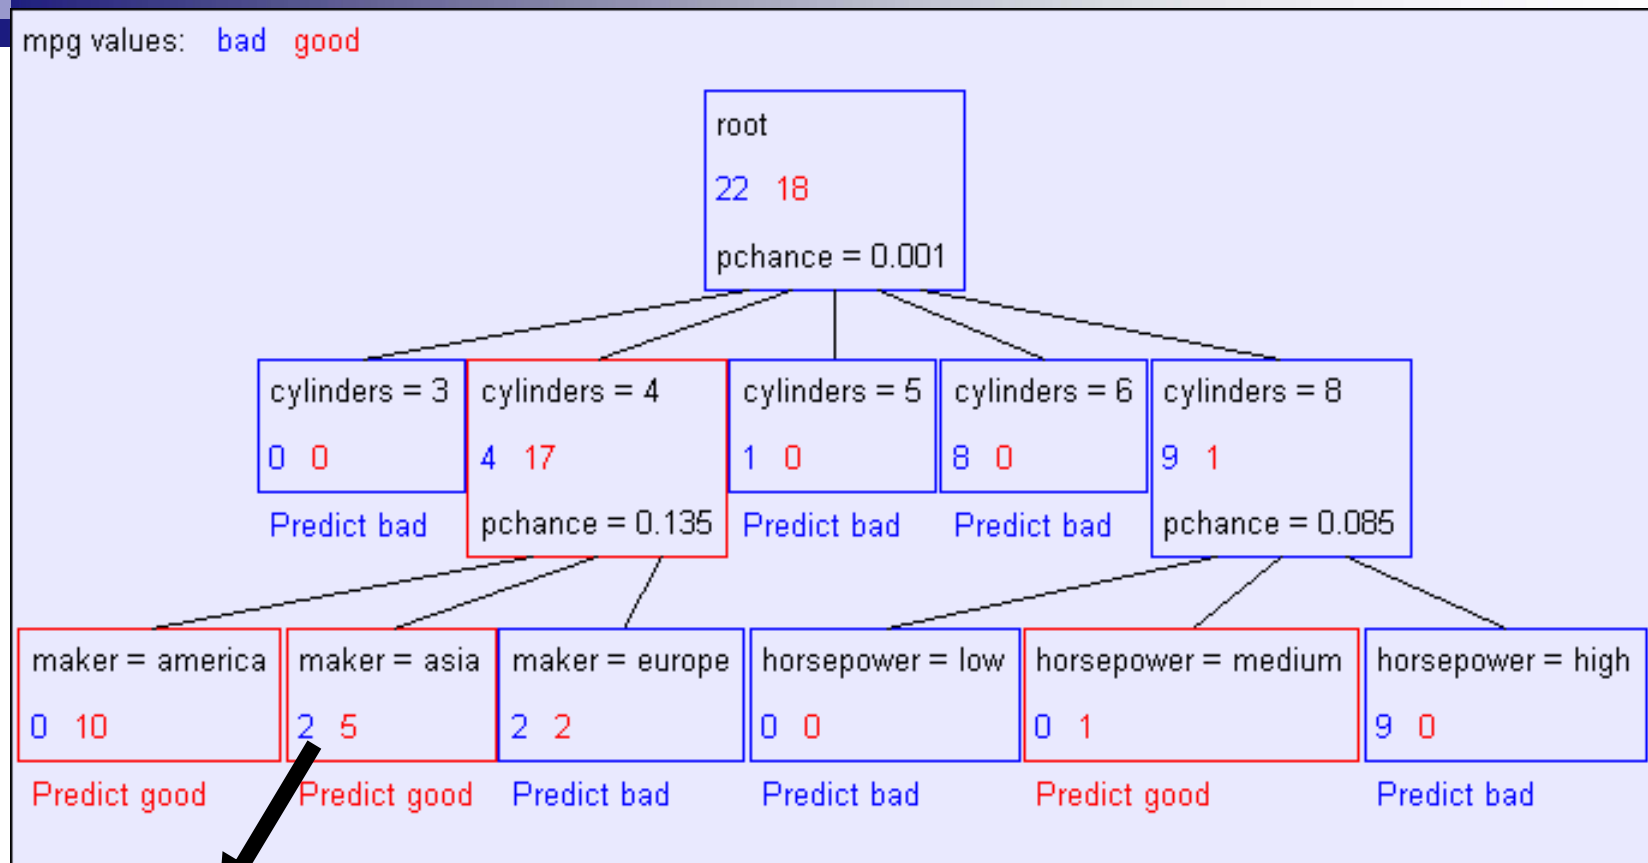 mpg values: bad good
root
22 18
pchance = 0.001
cylinders = 3
0 0
Predict bad
cylinders = 4
4 17
pchance = 0.135
cylinders = 5
1 0
Predict bad
cylinders = 6
8 0
Predict bad
cylinders = 8
9 1
pchance = 0.085
maker = america
0 10
Predict good
maker = asia
2 5
Predict good
maker = europe
2 2
Predict bad
horsepower = low
0 0
Predict bad
horsepower = medium
0 1
Predict good
horsepower = high
9 0
Predict bad